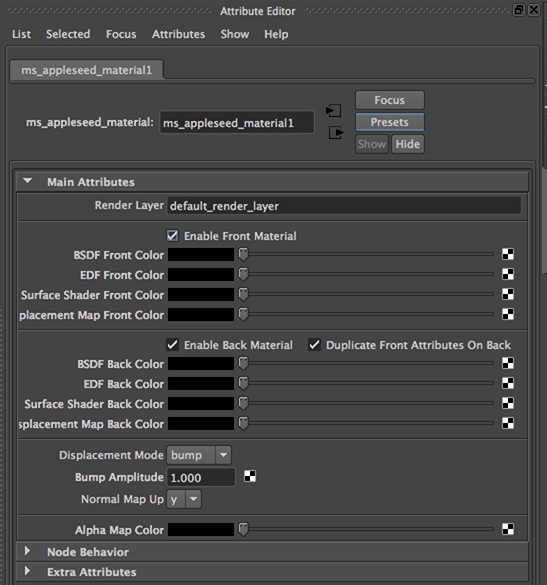 Attribute Editor
List Selected Focus Attributes Show Help
ms_appleseed_material1
Focus
ms_appleseed_material: ms_appleseed_material1
Presets
Show Hide
Main Attributes
Render Layer default_render_layer
Enable Front Material
BSDF Front Color
EDF Front Color
Surface Shader Front Color
placement Map Front Color
Enable Back Material Duplicate Front Attributes On Back
BSDF Back Color
EDF Back Color
Surface Shader Back Color
splacement Map Back Color
Displacement Mode bump
Bump Amplitude 1.000
Normal Map Up y
Alpha Map Color
Node Behavior
Extra Attributes